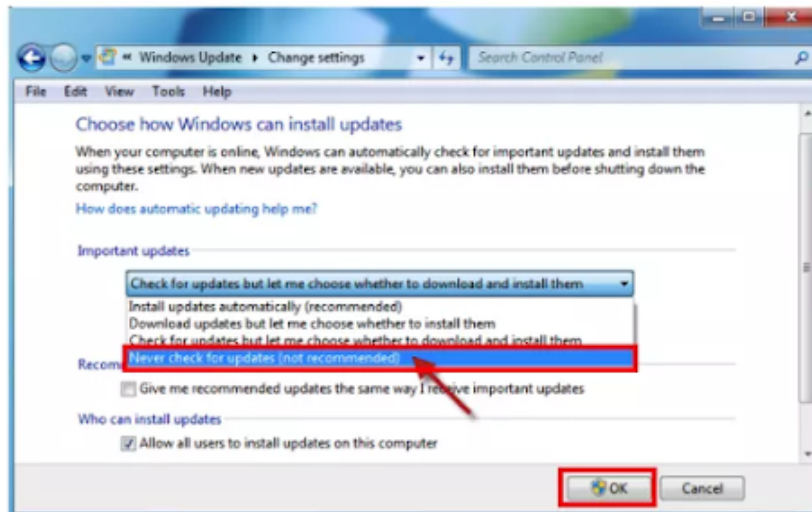 « Windows Update ▸ Change settings
Search Control Panel
File Edit View Tools Help
Choose how Windows can install updates
When your computer is online, Windows can automatically check for important updates and install them
using these settings. When new updates are available, you can also install them before shutting down the
computer.
How does automatic updating help me?
Important updates
Check for updates but let me choose whether to download and install them
Install updates automatically (recommended)
Download updates but let me choose whether to install them
Check for updates but let me choose whether to download and install them
Never check for updates (not recommended)
Recom
Give me recommended updates the same way I receive important updates
Who can install updates
Allow all users to install updates on this computer
OK Cancel